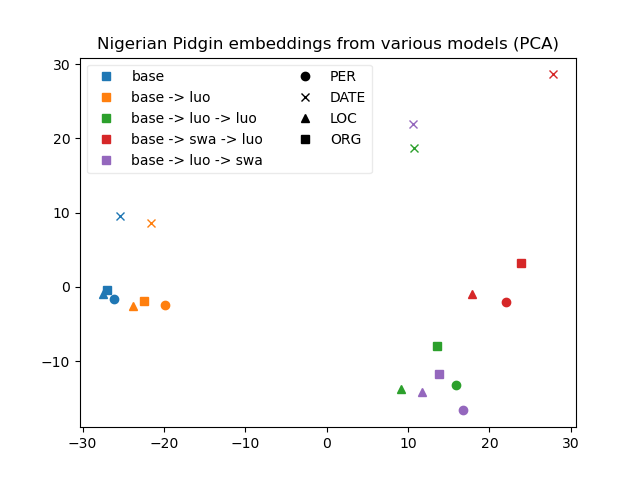 Nigerian Pidgin embeddings from various models (PCA)
30
20
10
0
−10
base
base -> luo
base -> luo -> luo
base -> swa -> luo
base -> luo -> swa
PER
DATE
LOC
ORG
−30
−20
−10
0
10
20
30